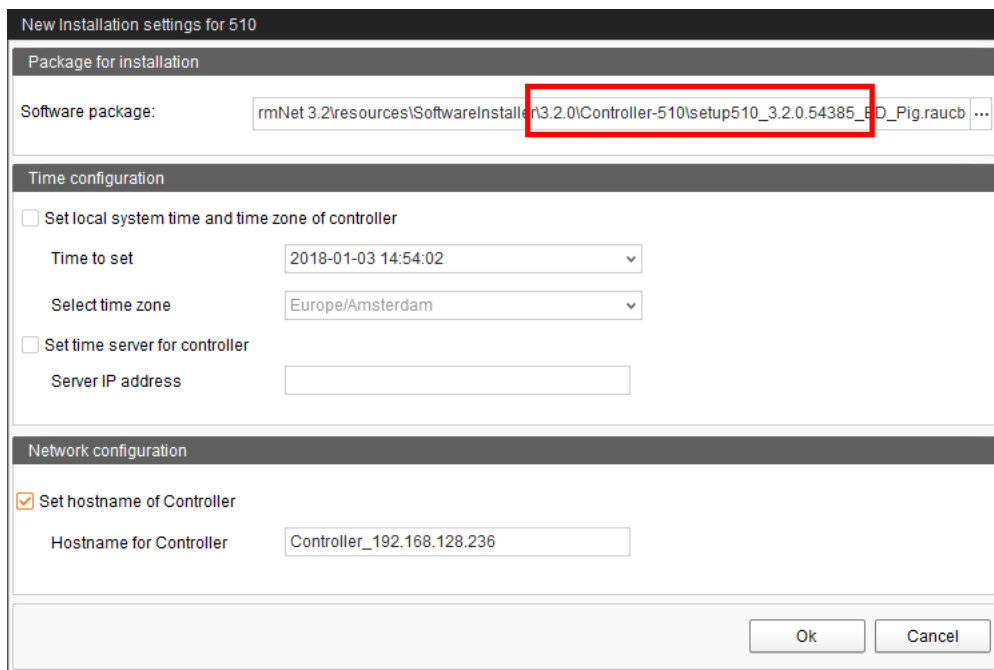 New Installation settings for 510
Package for installation
Software package: rmNet 3.2\resources\SoftwareInstaller\3.2.0\Controller-510\setup510_3.2.0.54385_BD_Pig.raucb ...
Time configuration
Set local system time and time zone of controller
Time to set 2018-01-03 14:54:02
Select time zone Europe/Amsterdam
Set time server for controller
Server IP address
Network configuration
Set hostname of Controller
Hostname for Controller Controller_192.168.128.236
Ok Cancel